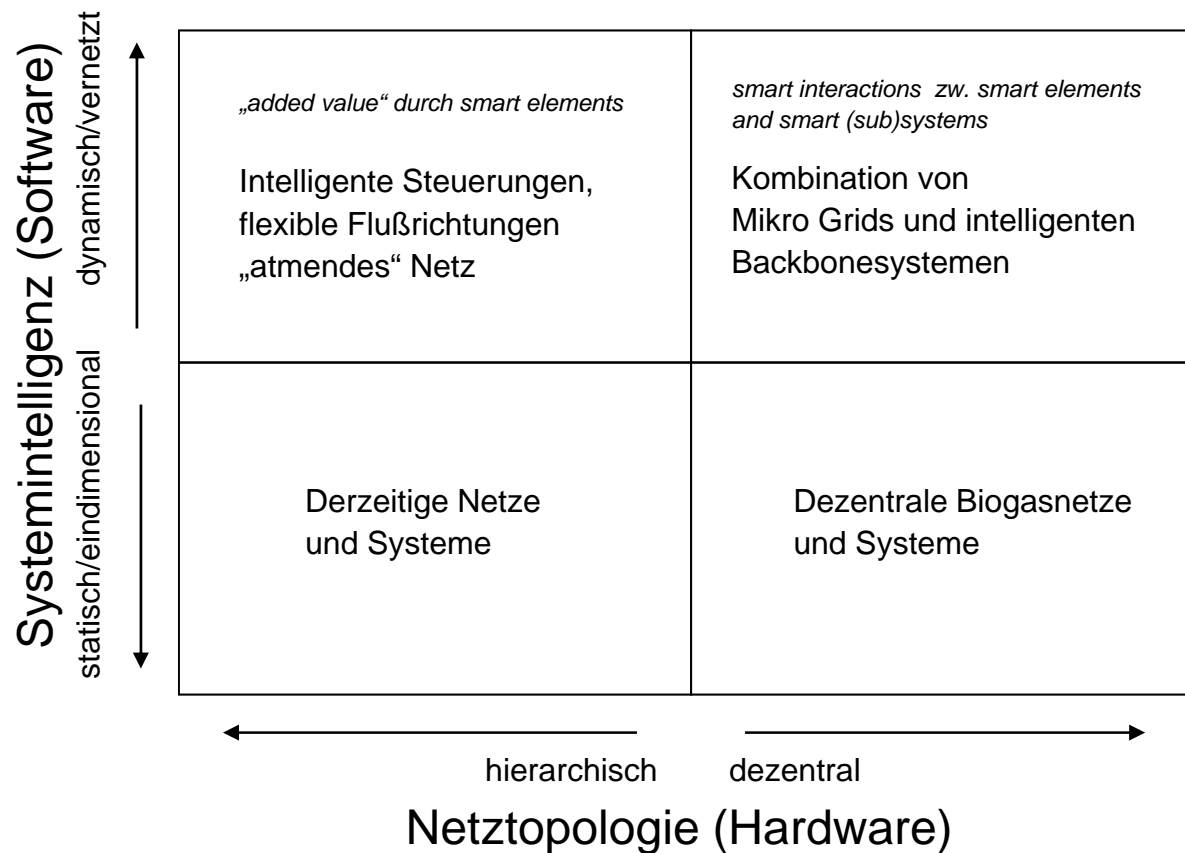 Systemintelligenz (Software)
dynamisch/vernetzt
statisch/eindimensional
„added value“ durch smart elements
Intelligente Steuerungen,
flexible Flußrichtungen
„atmendes“ Netz
smart interactions zw. smart elements
and smart (sub)systems
Kombination von
Mikro Grids und intelligenten
Backbonesystemen
Derzeitige Netze
und Systeme
Dezentrale Biogasnetze
und Systeme
hierarchisch
dezentral
Netztopologie (Hardware)